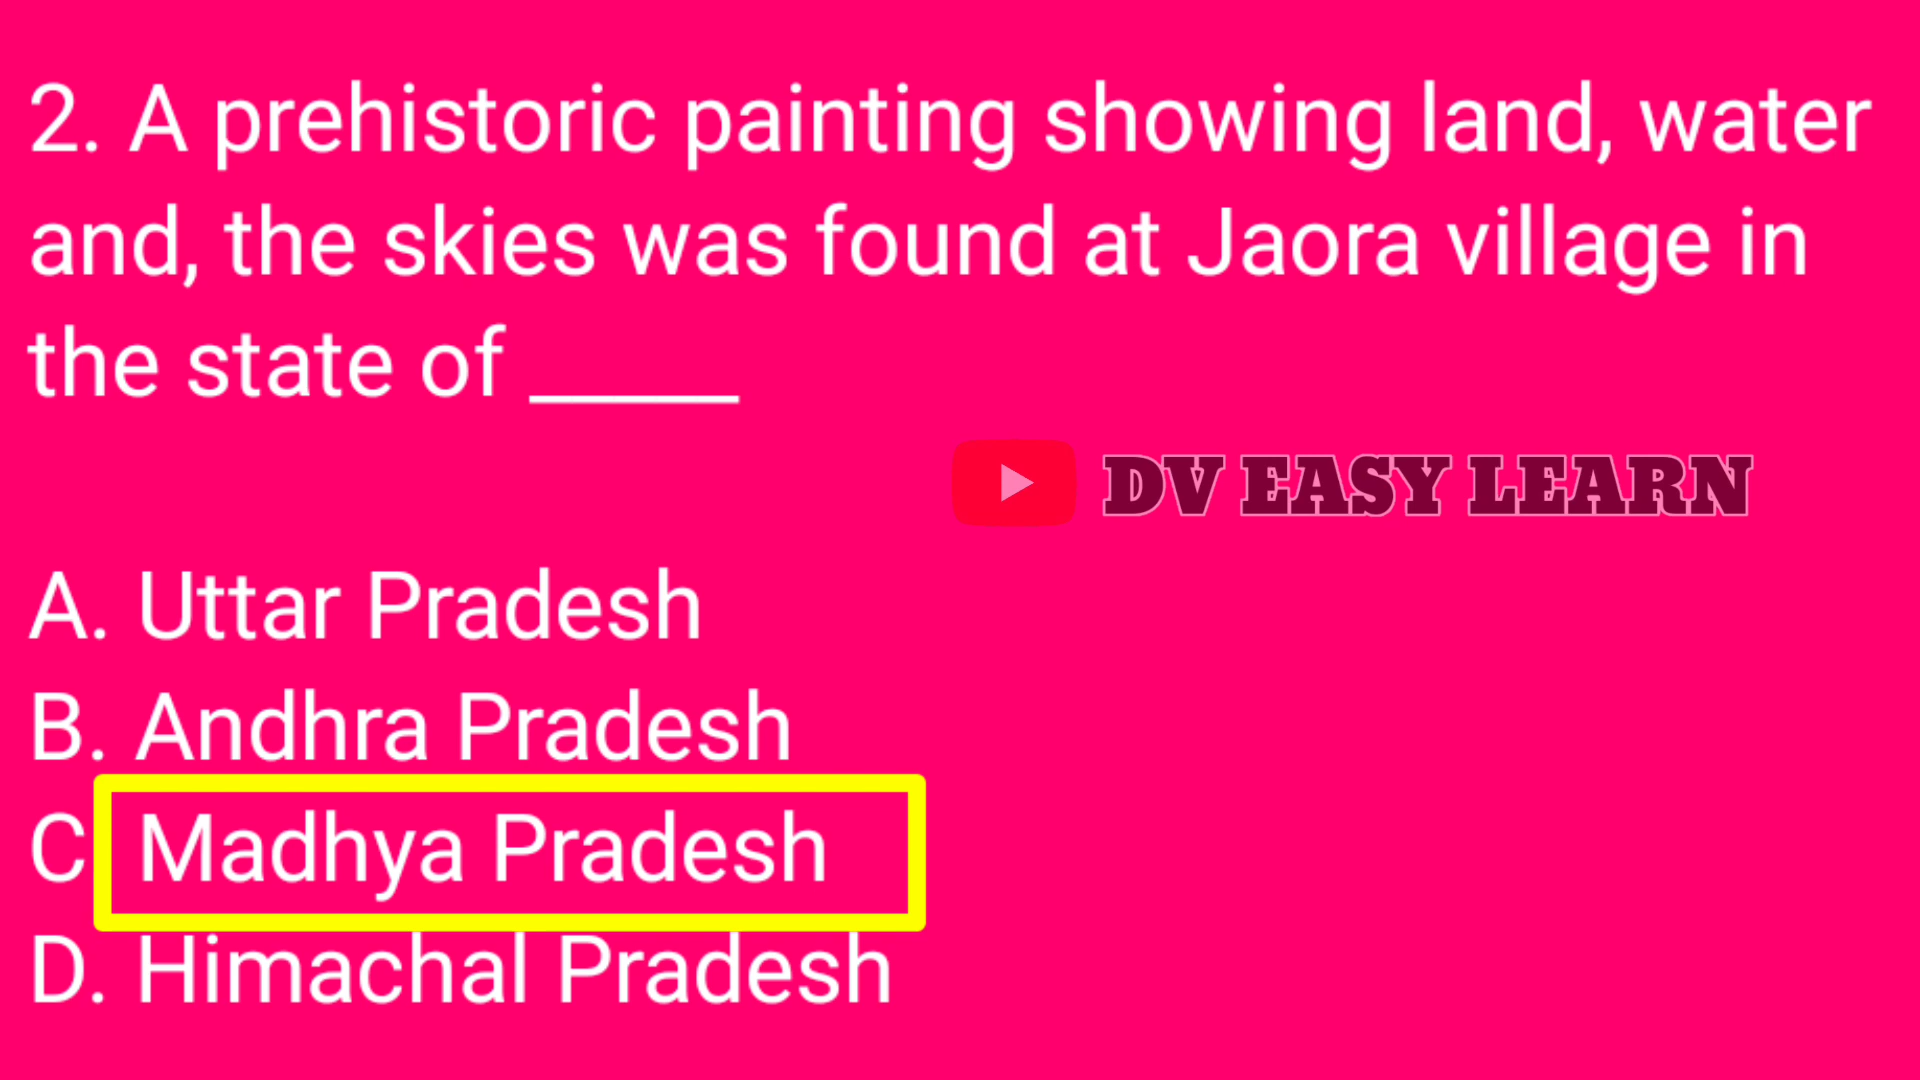 2. A prehistoric painting showing land, water
and, the skies was found at Jaora village in
the state of _____
DV EASY LEARN
A. Uttar Pradesh
B. Andhra Pradesh
C Madhya Pradesh
D. Himachal Pradesh